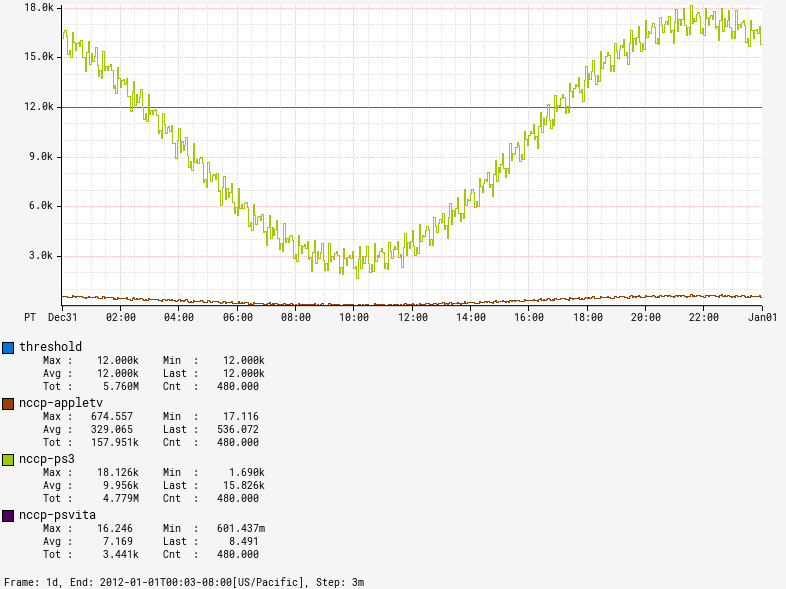 18.0k
15.0k
12.0k
9.0k
6.0k
3.0k
PT Dec31 02:00 04:00 06:00 08:00 10:00 12:00 14:00 16:00 18:00 20:00 22:00 Jan01
threshold
Max : 12.000k Min : 12.000k
Avg : 12.000k Last : 12.000k
Tot : 5.760M Cnt : 480.000
nccp-appletv
Max : 674.557 Min : 17.116
Avg : 329.065 Last : 536.072
Tot : 157.951k Cnt : 480.000
nccp-ps3
Max : 18.126k Min : 1.690k
Avg : 9.956k Last : 15.826k
Tot : 4.779M Cnt : 480.000
nccp-psvita
Max : 16.246 Min : 601.437m
Avg : 7.169 Last : 8.491
Tot : 3.441k Cnt : 480.000
Frame: 1d, End: 2012-01-01T00:03-08:00[US/Pacific], Step: 3m